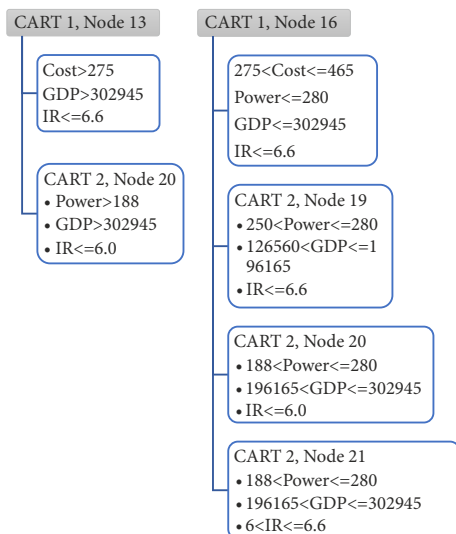 CART 1, Node 13
Cost>275
GDP>302945
IR<=6.6
CART 2, Node 20
• Power>188
• GDP>302945
• IR<=6.0
CART 1, Node 16
275<Cost<=465
Power<=280
GDP<=302945
IR<=6.6
CART 2, Node 19
• 250<Power<=280
• 126560<GDP<=1
96165
• IR<=6.6
CART 2, Node 20
• 188<Power<=280
• 196165<GDP<=302945
• IR<=6.0
CART 2, Node 21
• 188<Power<=280
• 196165<GDP<=302945
• 6<IR<=6.6